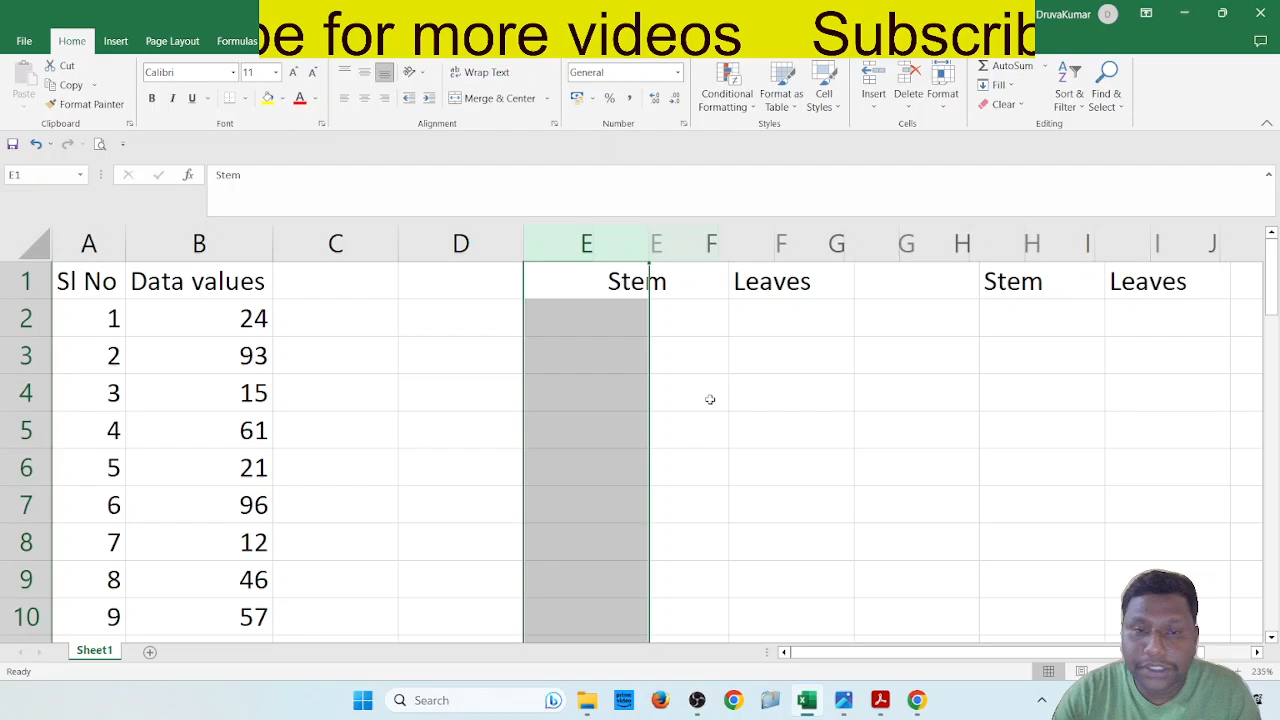 be for more videos Subscrib
DruvaKumar D
File Home Insert Page Layout Formulas
Cut
Copy
Format Painter
Paste
Clipboard
Calibri 11
B I U
Font
Wrap Text
Merge & Center
Alignment
General
%
Number
Conditional Formatting
Format as Table
Cell Styles
Styles
Insert Delete Format
Cells
AutoSum
Fill
Clear
Sort & Filter
Find & Select
Editing
E1 fx Stem
A B C D E E F F G G H H I I J
1 Sl No Data values Stem Leaves Stem Leaves
2 1 24
3 2 93
4 3 15
5 4 61
6 5 21
7 6 96
8 7 12
9 8 46
10 9 57
Sheet1
Ready 235%
Search